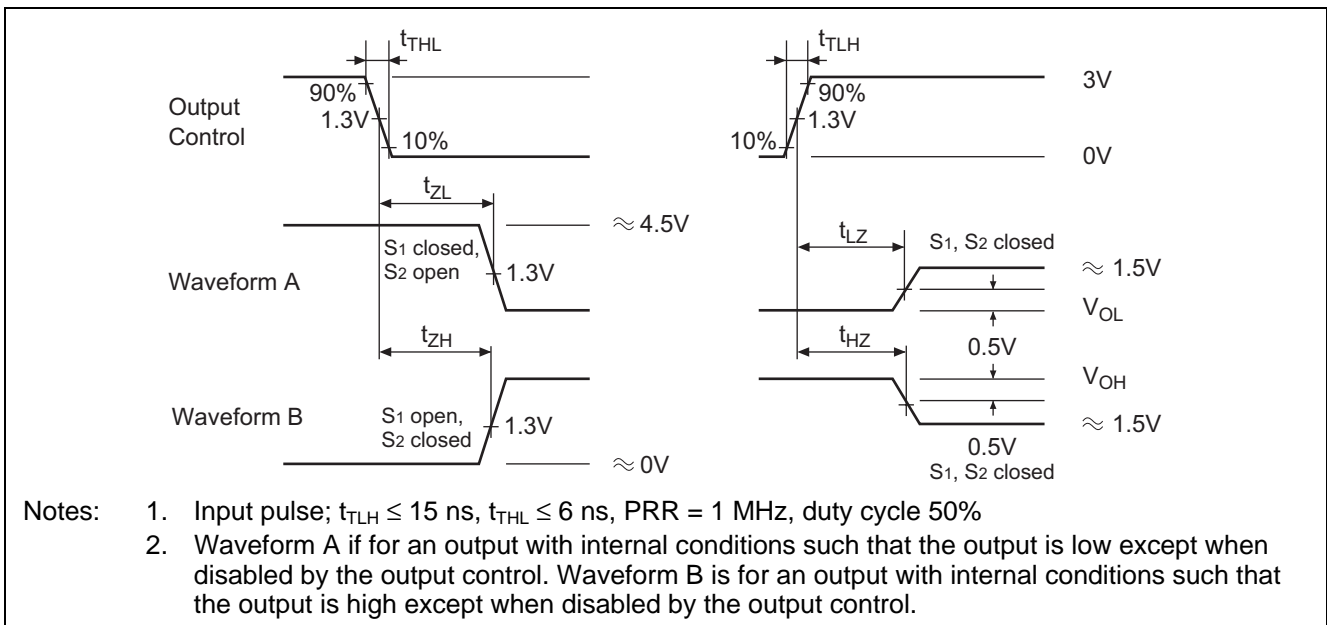 tTHL
tTLH
Output
Control
90%
1.3V
10%
90%
1.3V
10%
3V
0V
tZL
≈ 4.5V
Waveform A
S1 closed,
S2 open
1.3V
tLZ
S1, S2 closed
≈ 1.5V
VOL
0.5V
tZH
tHZ
VOH
Waveform B
S1 open,
S2 closed
1.3V
≈ 0V
≈ 1.5V
0.5V
S1, S2 closed
Notes: 1. Input pulse; tTLH ≤ 15 ns, tTHL ≤ 6 ns, PRR = 1 MHz, duty cycle 50%
2. Waveform A if for an output with internal conditions such that the output is low except when
disabled by the output control. Waveform B is for an output with internal conditions such that
the output is high except when disabled by the output control.